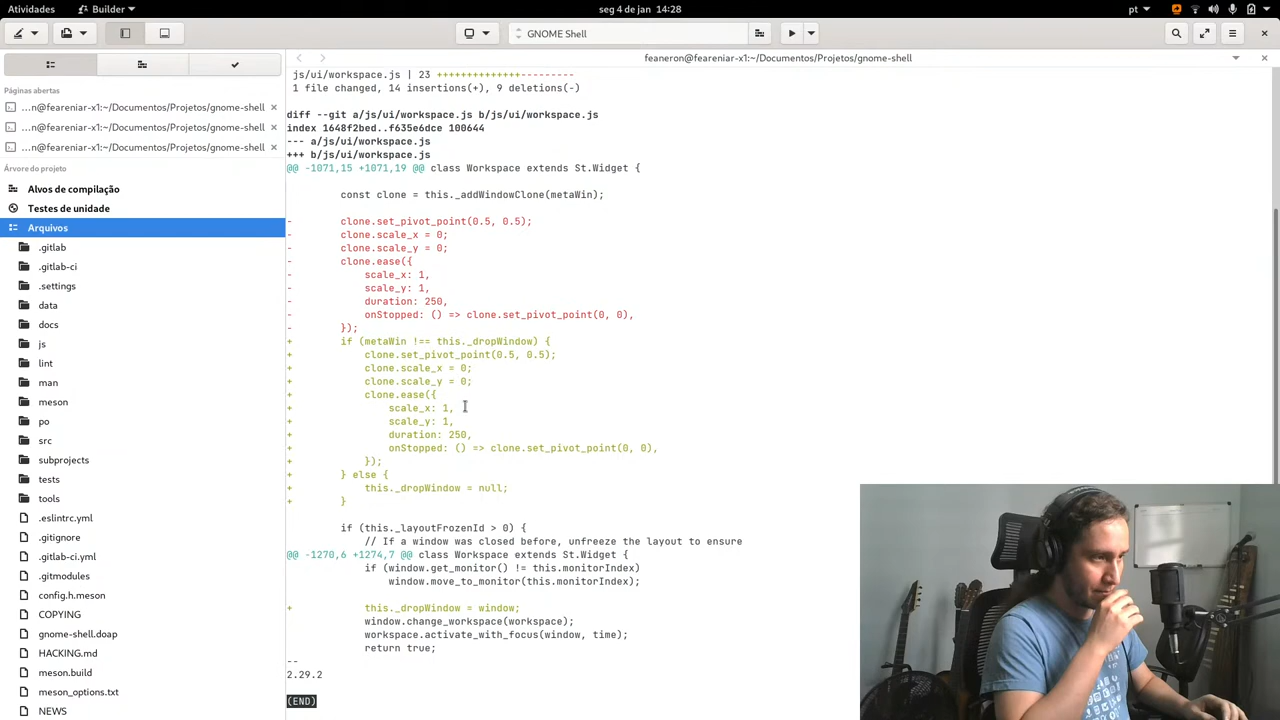 Atividades
Builder
seg 4 de jan 14:28
pt
GNOME Shell
feaneron@feareniar-x1:~/Documentos/Projetos/gnome-shell
Páginas abertas
...n@feareniar-x1:~/Documentos/Projetos/gnome-shell
...n@feareniar-x1:~/Documentos/Projetos/gnome-shell
...n@feareniar-x1:~/Documentos/Projetos/gnome-shell
Árvore do projeto
Alvos de compilação
Testes de unidade
Arquivos
.gitlab
.gitlab-ci
.settings
data
docs
js
lint
man
meson
po
src
subprojects
tests
tools
.eslintrc.yml
.gitignore
.gitlab-ci.yml
.gitmodules
config.h.meson
COPYING
gnome-shell.doap
HACKING.md
meson.build
meson_options.txt
NEWS
js/ui/workspace.js | 23 ++++++++++++++---------
1 file changed, 14 insertions(+), 9 deletions(-)
diff --git a/js/ui/workspace.js b/js/ui/workspace.js
index 1648f2bed..f635e6dce 100644
--- a/js/ui/workspace.js
+++ b/js/ui/workspace.js
@@ -1071,15 +1071,19 @@ class Workspace extends St.Widget {
const clone = this._addWindowClone(metaWin);
- clone.set_pivot_point(0.5, 0.5);
- clone.scale_x = 0;
- clone.scale_y = 0;
- clone.ease({
- scale_x: 1,
- scale_y: 1,
- duration: 250,
- onStopped: () => clone.set_pivot_point(0, 0),
- });
+ if (metaWin !== this._dropWindow) {
+ clone.set_pivot_point(0.5, 0.5);
+ clone.scale_x = 0;
+ clone.scale_y = 0;
+ clone.ease({
+ scale_x: 1,
+ scale_y: 1,
+ duration: 250,
+ onStopped: () => clone.set_pivot_point(0, 0),
+ });
+ } else {
+ this._dropWindow = null;
+ }
if (this._layoutFrozenId > 0) {
// If a window was closed before, unfreeze the layout to ensure
@@ -1270,6 +1274,7 @@ class Workspace extends St.Widget {
if (window.get_monitor() != this.monitorIndex)
window.move_to_monitor(this.monitorIndex);
+ this._dropWindow = window;
window.change_workspace(workspace);
workspace.activate_with_focus(window, time);
return true;
--
2.29.2
(END)